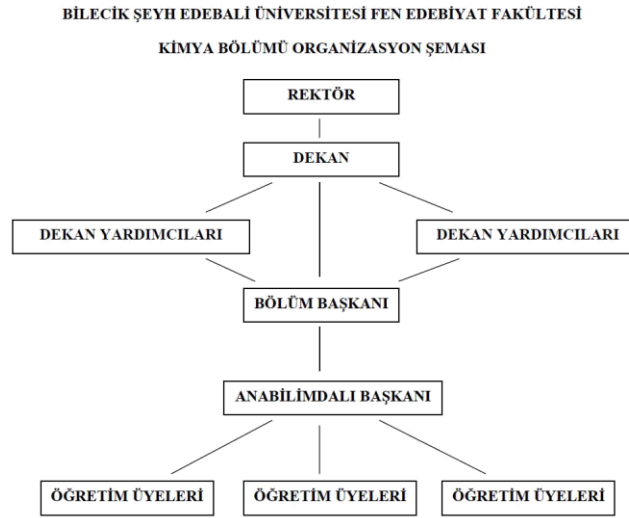 BİLECİK ŞEYH EDEBALİ ÜNİVERSİTESİ FEN EDEBİYAT FAKÜLTESİ
KİMYA BÖLÜMÜ ORGANİZASYON ŞEMASI
REKTÖR
DEKAN
DEKAN YARDIMCILARI
DEKAN YARDIMCILARI
BÖLÜM BAŞKANI
ANABİLİMDALI BAŞKANI
ÖĞRETİM ÜYELERİ
ÖĞRETİM ÜYELERİ
ÖĞRETİM ÜYELERİ